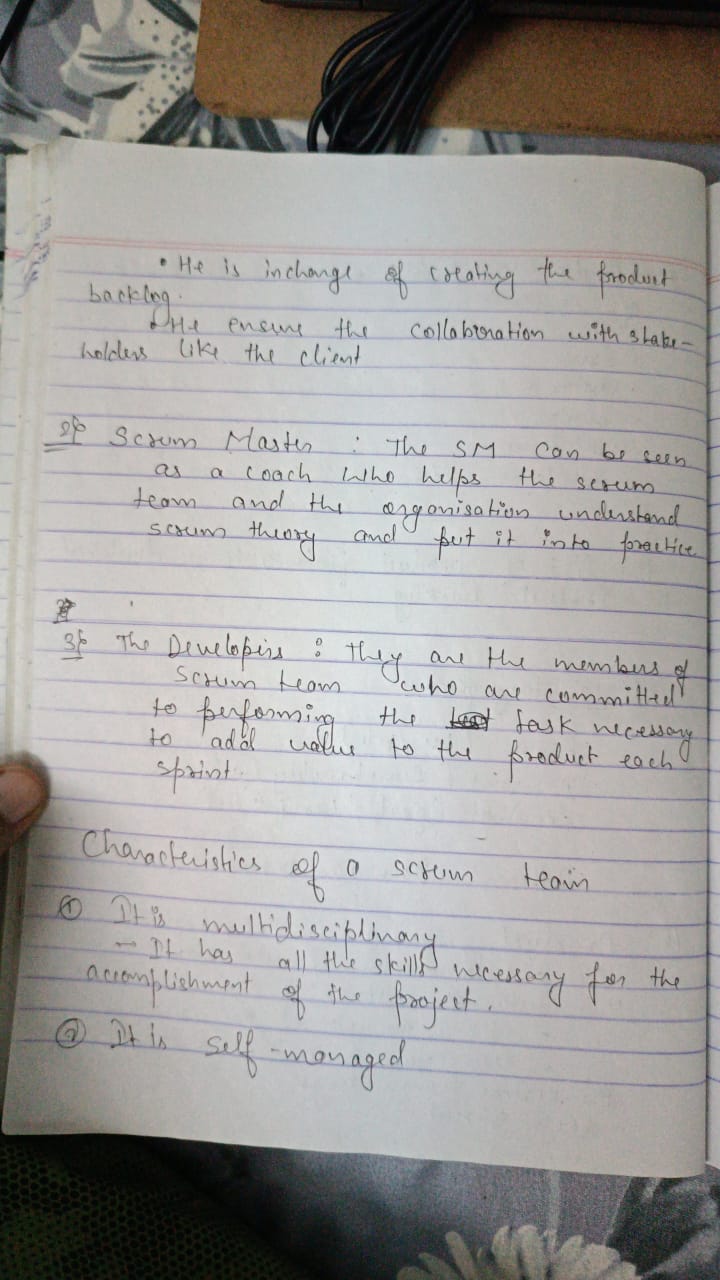 • He is incharge of creating the product
backlog.
• He ensure the collaboration with stake-
holders like the client
2) Scrum Master : The SM can be seen
as a coach who helps the scrum
team and the organisation understand
scrum theory and put it into practice
3) The Developers : They are the members of
scrum team who are committed
to performing the task necessary
to add value to the product each
sprint.
Characteristics of a scrum team
① It is multidisciplinary
- It has all the skills necessary for the
accomplishment of the project.
② It is self-managed